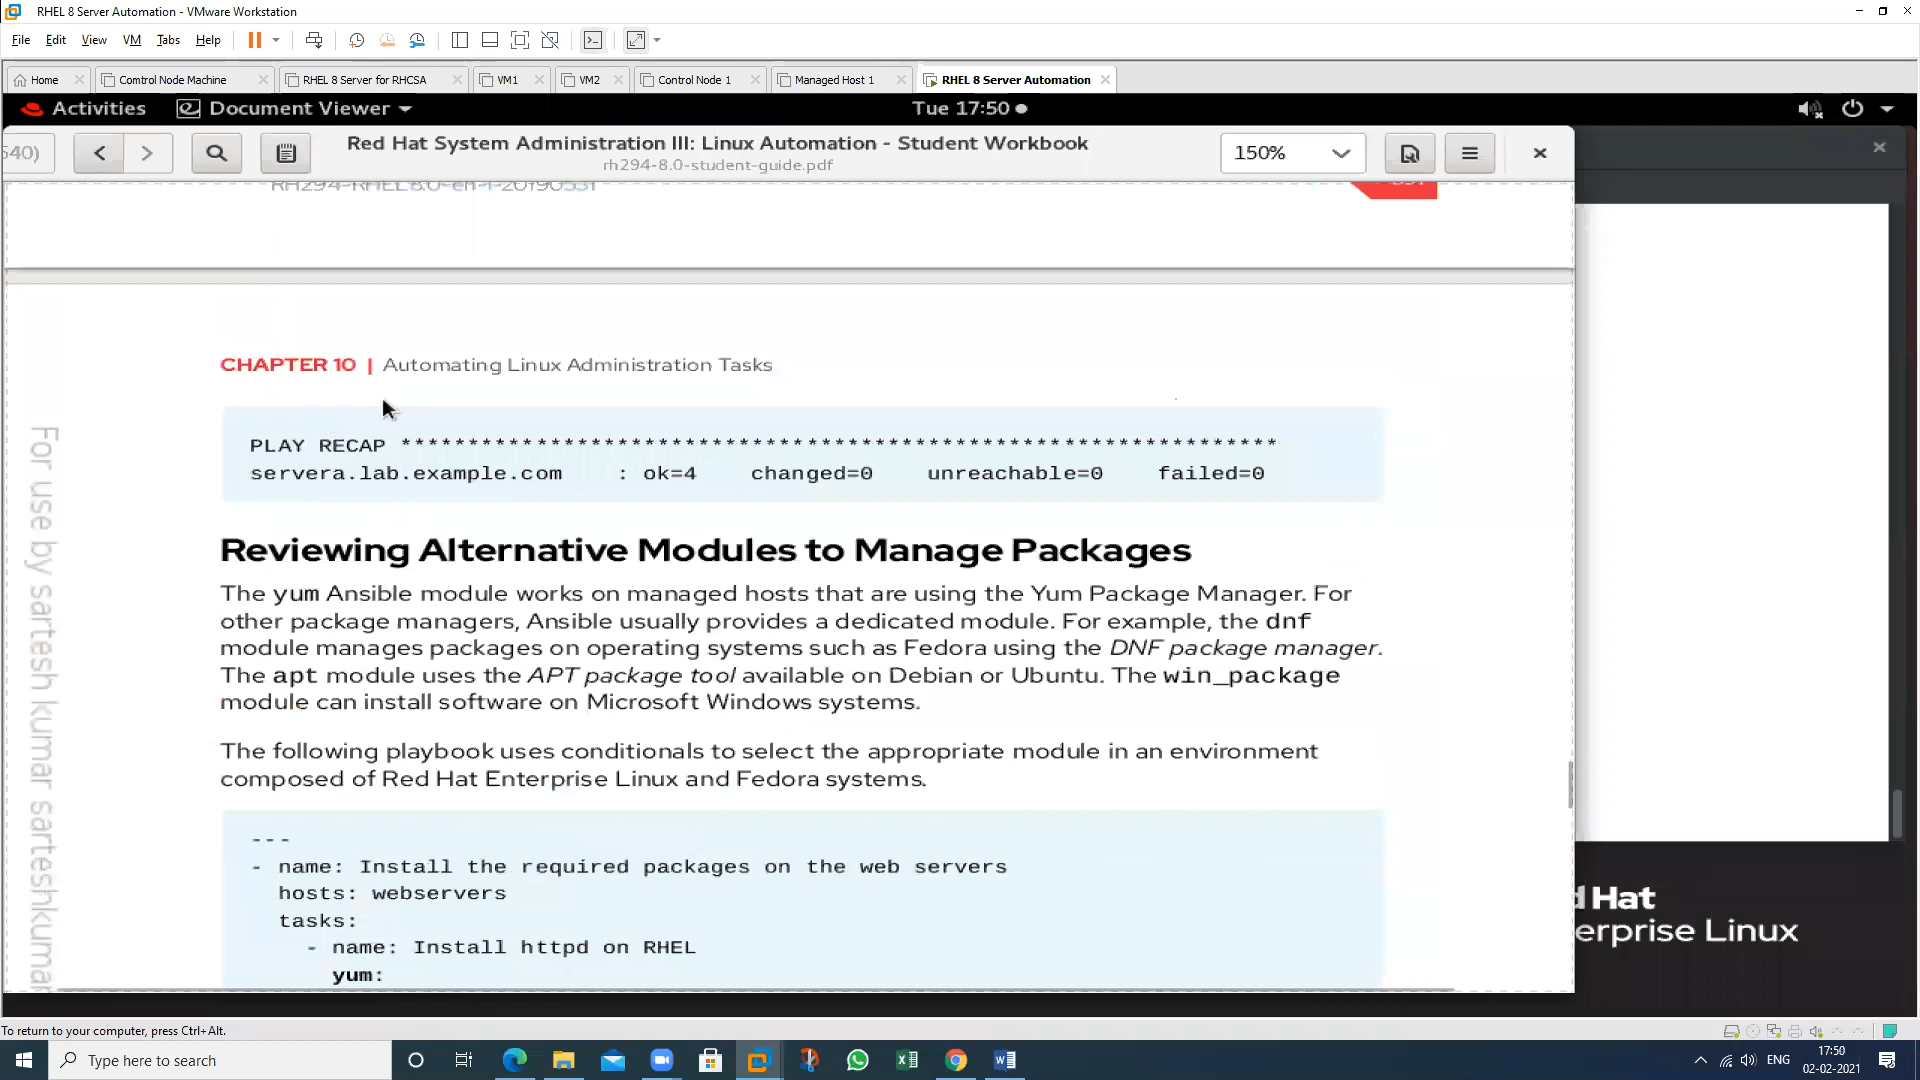 RHEL 8 Server Automation - VMware Workstation
File Edit View VM Tabs Help
Home Comtrol Node Machine RHEL 8 Server for RHCSA VM1 VM2 Control Node 1 Managed Host 1 RHEL 8 Server Automation
Activities Document Viewer Tue 17:50
540) Red Hat System Administration III: Linux Automation - Student Workbook 150%
rh294-8.0-student-guide.pdf
RH294-RHEL8.0-en-1-20190531
CHAPTER 10 | Automating Linux Administration Tasks
PLAY RECAP *****************************************************************
servera.lab.example.com : ok=4 changed=0 unreachable=0 failed=0
Reviewing Alternative Modules to Manage Packages
The yum Ansible module works on managed hosts that are using the Yum Package Manager. For
other package managers, Ansible usually provides a dedicated module. For example, the dnf
module manages packages on operating systems such as Fedora using the DNF package manager.
The apt module uses the APT package tool available on Debian or Ubuntu. The win_package
module can install software on Microsoft Windows systems.
The following playbook uses conditionals to select the appropriate module in an environment
composed of Red Hat Enterprise Linux and Fedora systems.
---
- name: Install the required packages on the web servers
hosts: webservers
tasks:
- name: Install httpd on RHEL
yum:
For use by sartesh kumar sarteshkumar
d Hat
erprise Linux
To return to your computer, press Ctrl+Alt.
Type here to search
ENG
17:50
02-02-2021